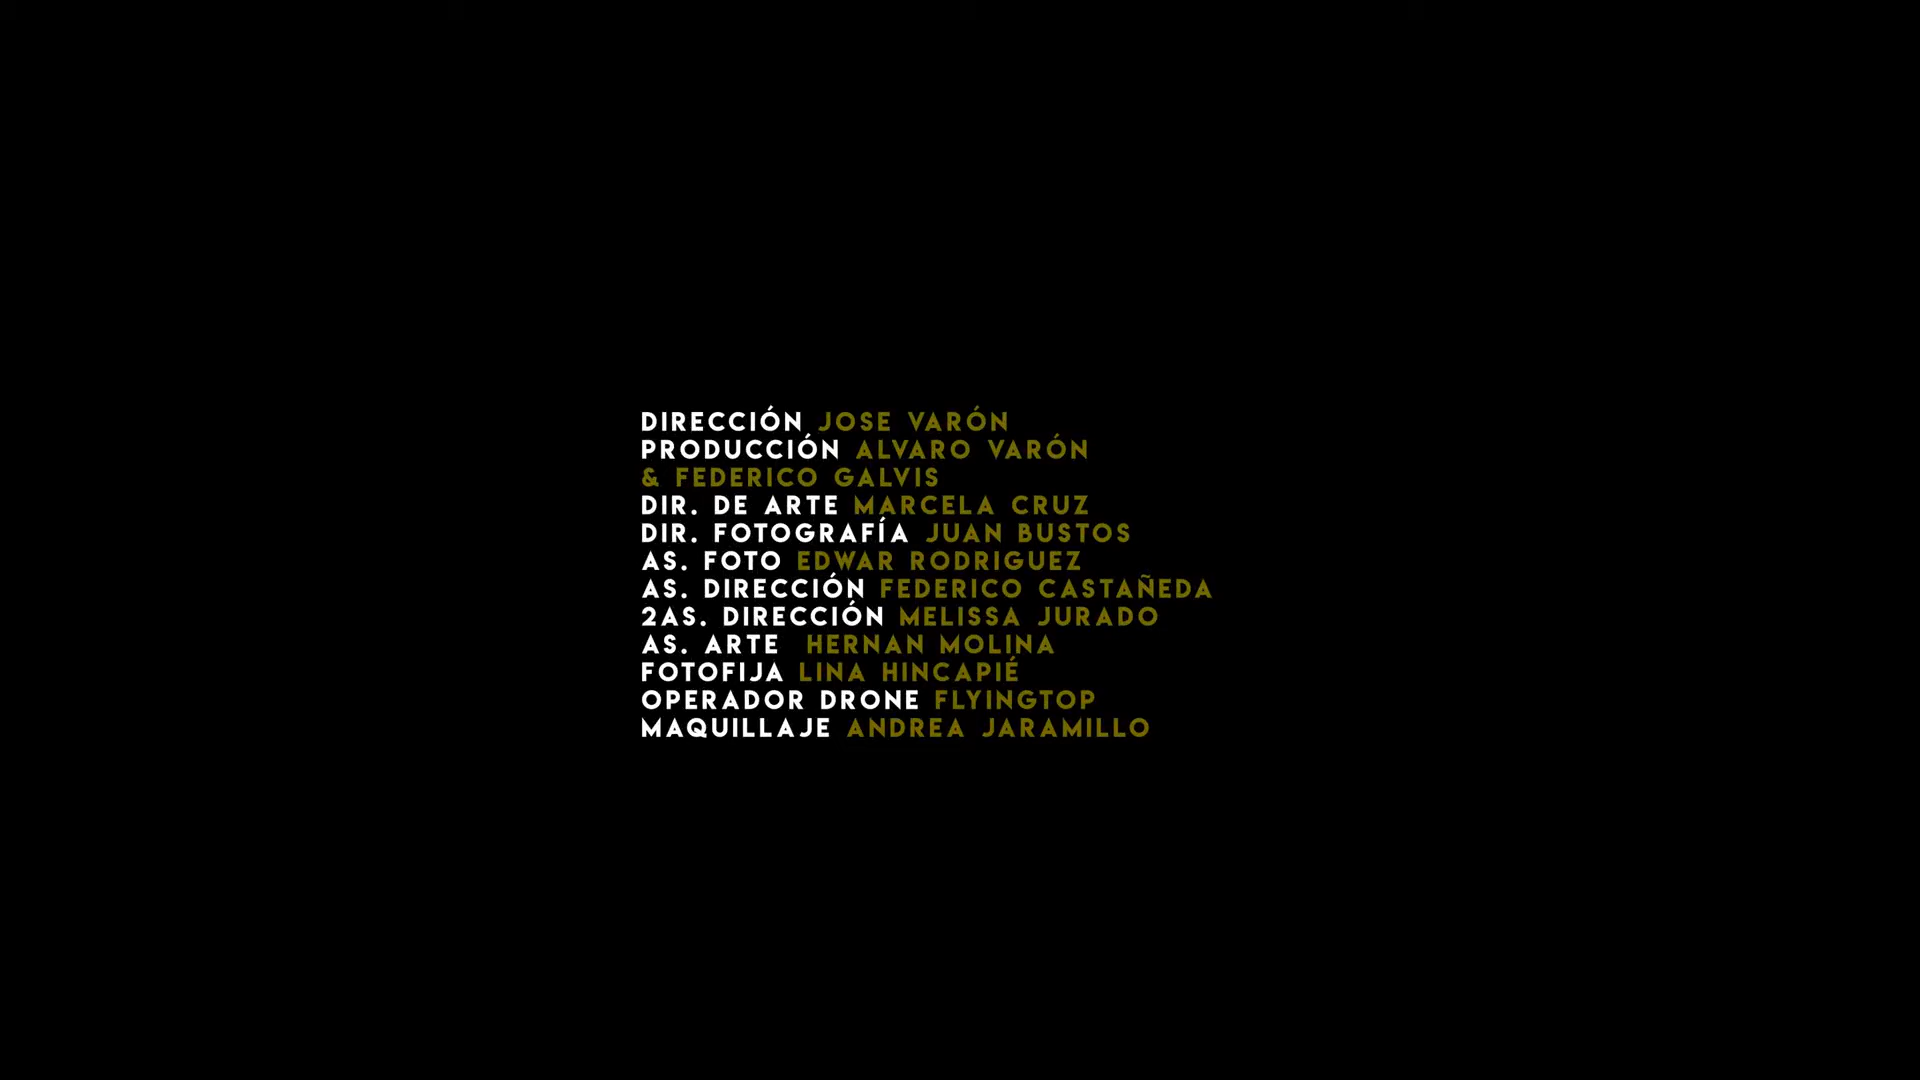 DIRECCIÓN JOSE VARÓN
PRODUCCIÓN ALVARO VARÓN
& FEDERICO GALVIS
DIR. DE ARTE MARCELA CRUZ
DIR. FOTOGRAFÍA JUAN BUSTOS
AS. FOTO EDWAR RODRIGUEZ
AS. DIRECCIÓN FEDERICO CASTAÑEDA
2AS. DIRECCIÓN MELISSA JURADO
AS. ARTE HERNAN MOLINA
FOTOFIJA LINA HINCAPIÉ
OPERADOR DRONE FLYINGTOP
MAQUILLAJE ANDREA JARAMILLO